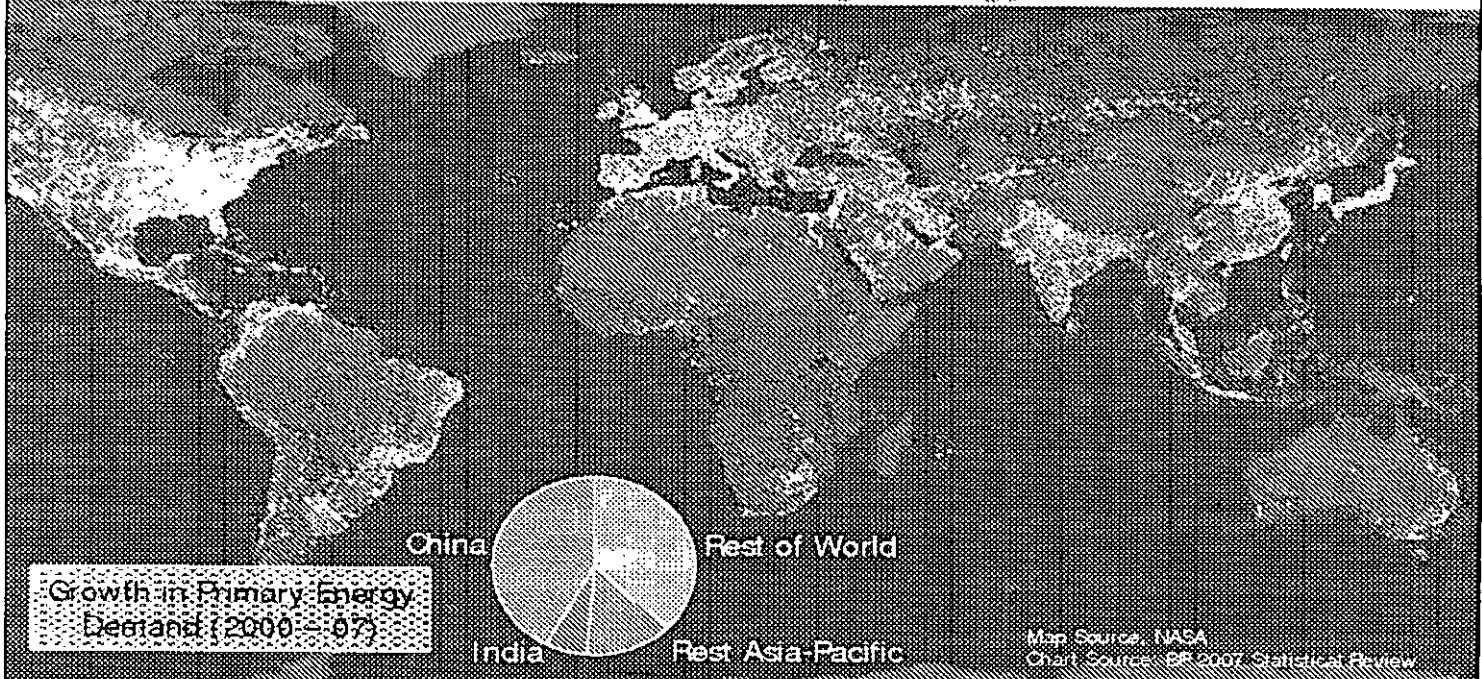 China
Rest of World
Growth in Primary Energy
Demand (2000 – 07)
India
Rest Asia-Pacific
Map Source, NASA
Chart Source: BP 2007 Statistical Review